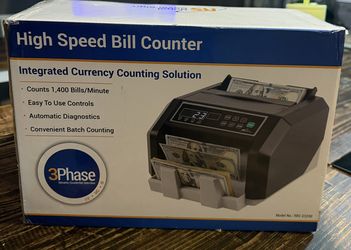 High Speed Bill Counter
Integrated Currency Counting Solution
• Counts 1,400 Bills/Minute
• Easy To Use Controls
• Automatic Diagnostics
• Convenient Batch Counting
3Phase